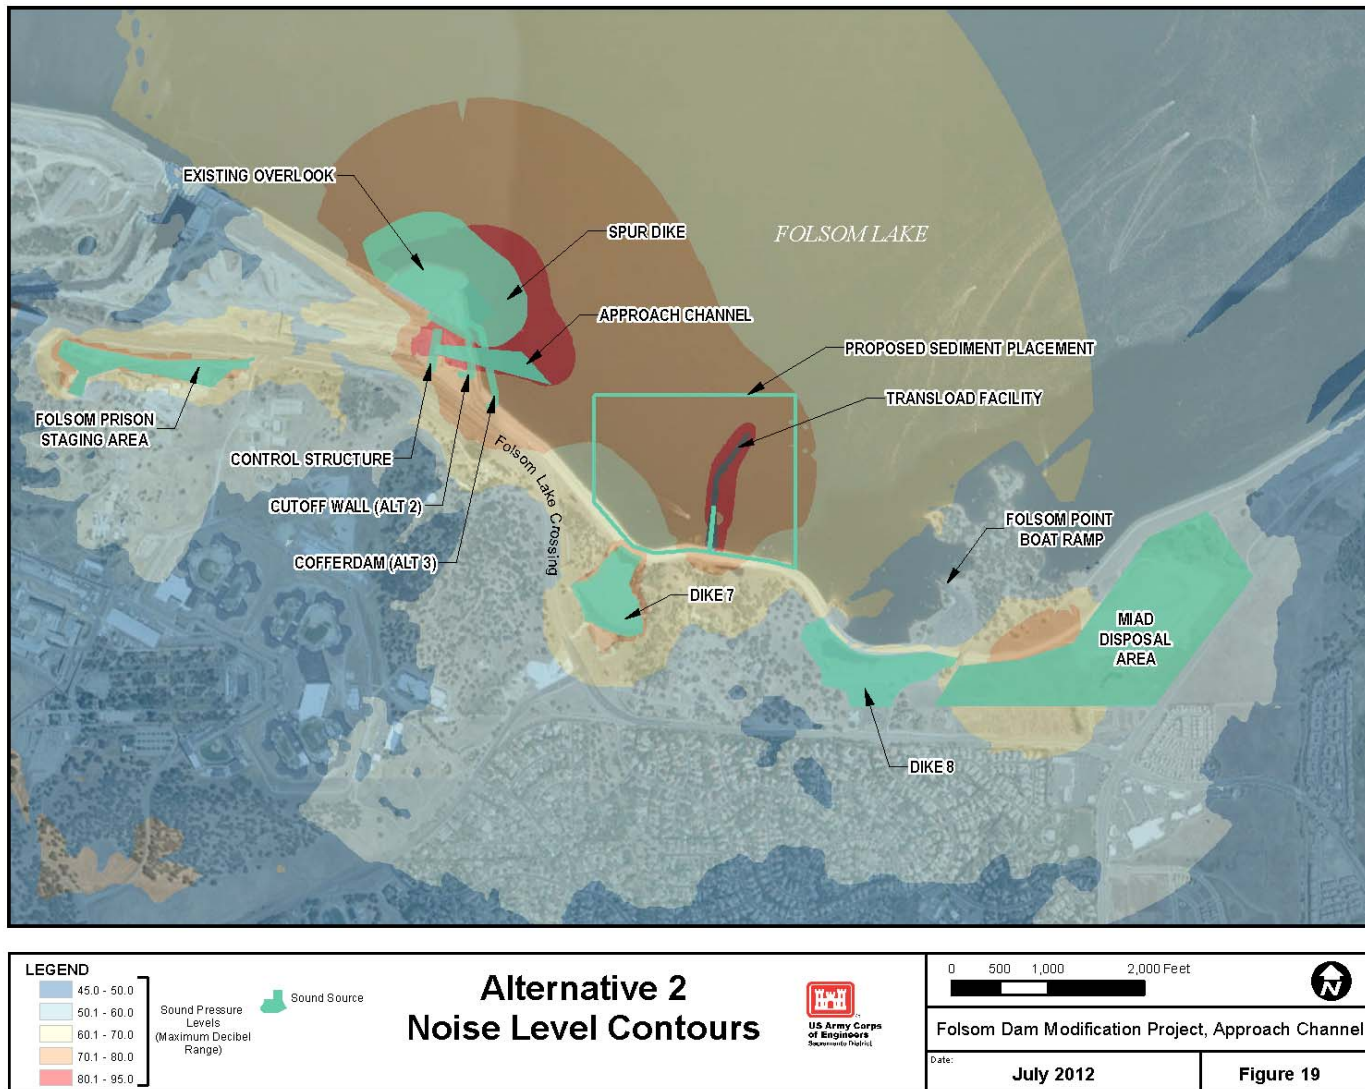 EXISTING OVERLOOK
SPUR DIKE
FOLSOM LAKE
APPROACH CHANNEL
PROPOSED SEDIMENT PLACEMENT
TRANSLOAD FACILITY
FOLSOM PRISON
STAGING AREA
CONTROL STRUCTURE
CUTOFF WALL (ALT 2)
COFFERDAM (ALT 3)
Folsom Lake Crossing
FOLSOM POINT
BOAT RAMP
DIKE 7
MIAD
DISPOSAL
AREA
DIKE 8
LEGEND
45.0 - 50.0
50.1 - 60.0
60.1 - 70.0
70.1 - 80.0
80.1 - 95.0
Sound Pressure
Levels
(Maximum Decibel
Range)
Sound Source
Alternative 2
Noise Level Contours
US Army Corps
of Engineers
Sacramento District
0 500 1,000 2,000 Feet
N
Folsom Dam Modification Project, Approach Channel
Date:
July 2012
Figure 19